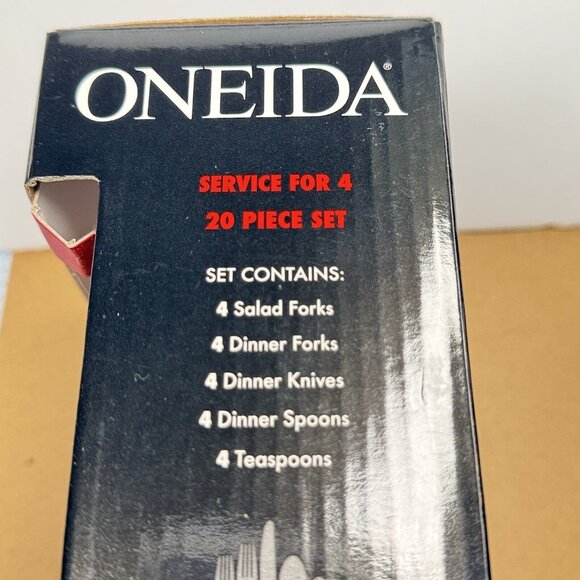 ONEIDA®
SERVICE FOR 4
20 PIECE SET
SET CONTAINS:
4 Salad Forks
4 Dinner Forks
4 Dinner Knives
4 Dinner Spoons
4 Teaspoons